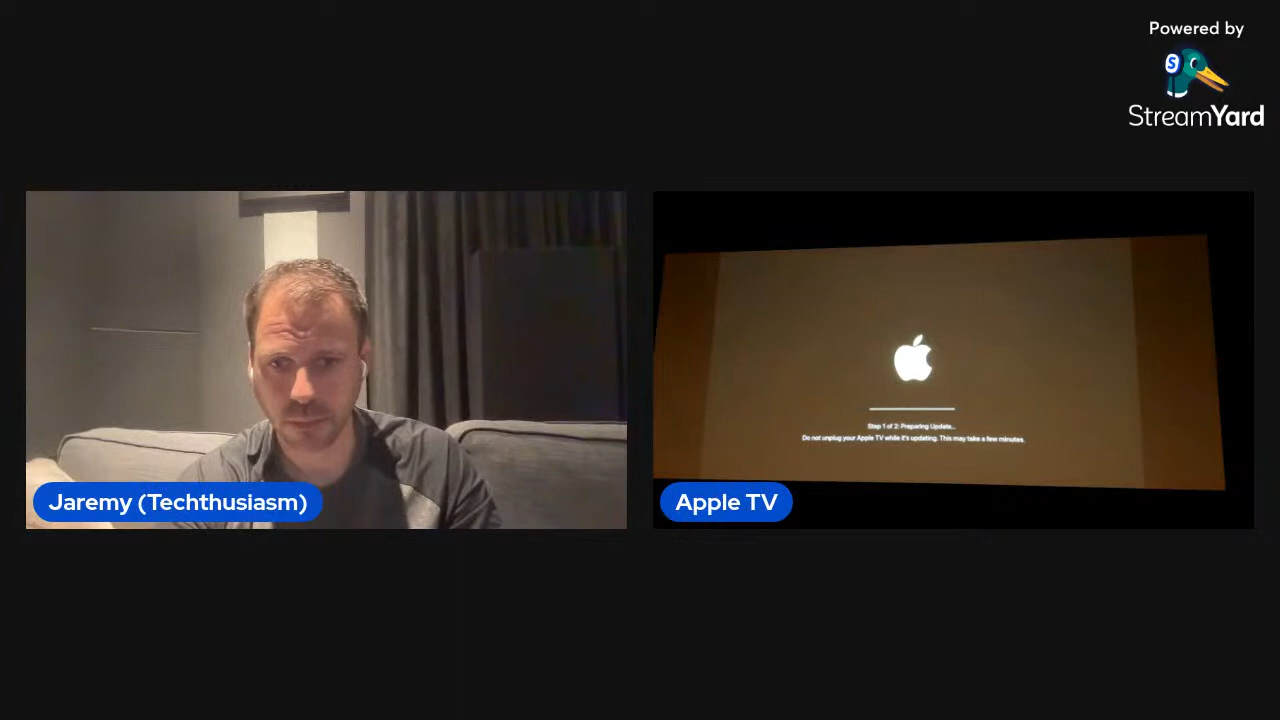 Powered by
S
StreamYard
Step 1 of 2: Preparing Update...
Do not unplug your Apple TV while it's updating. This may take a few minutes.
Jaremy (Techthusiasm)
Apple TV